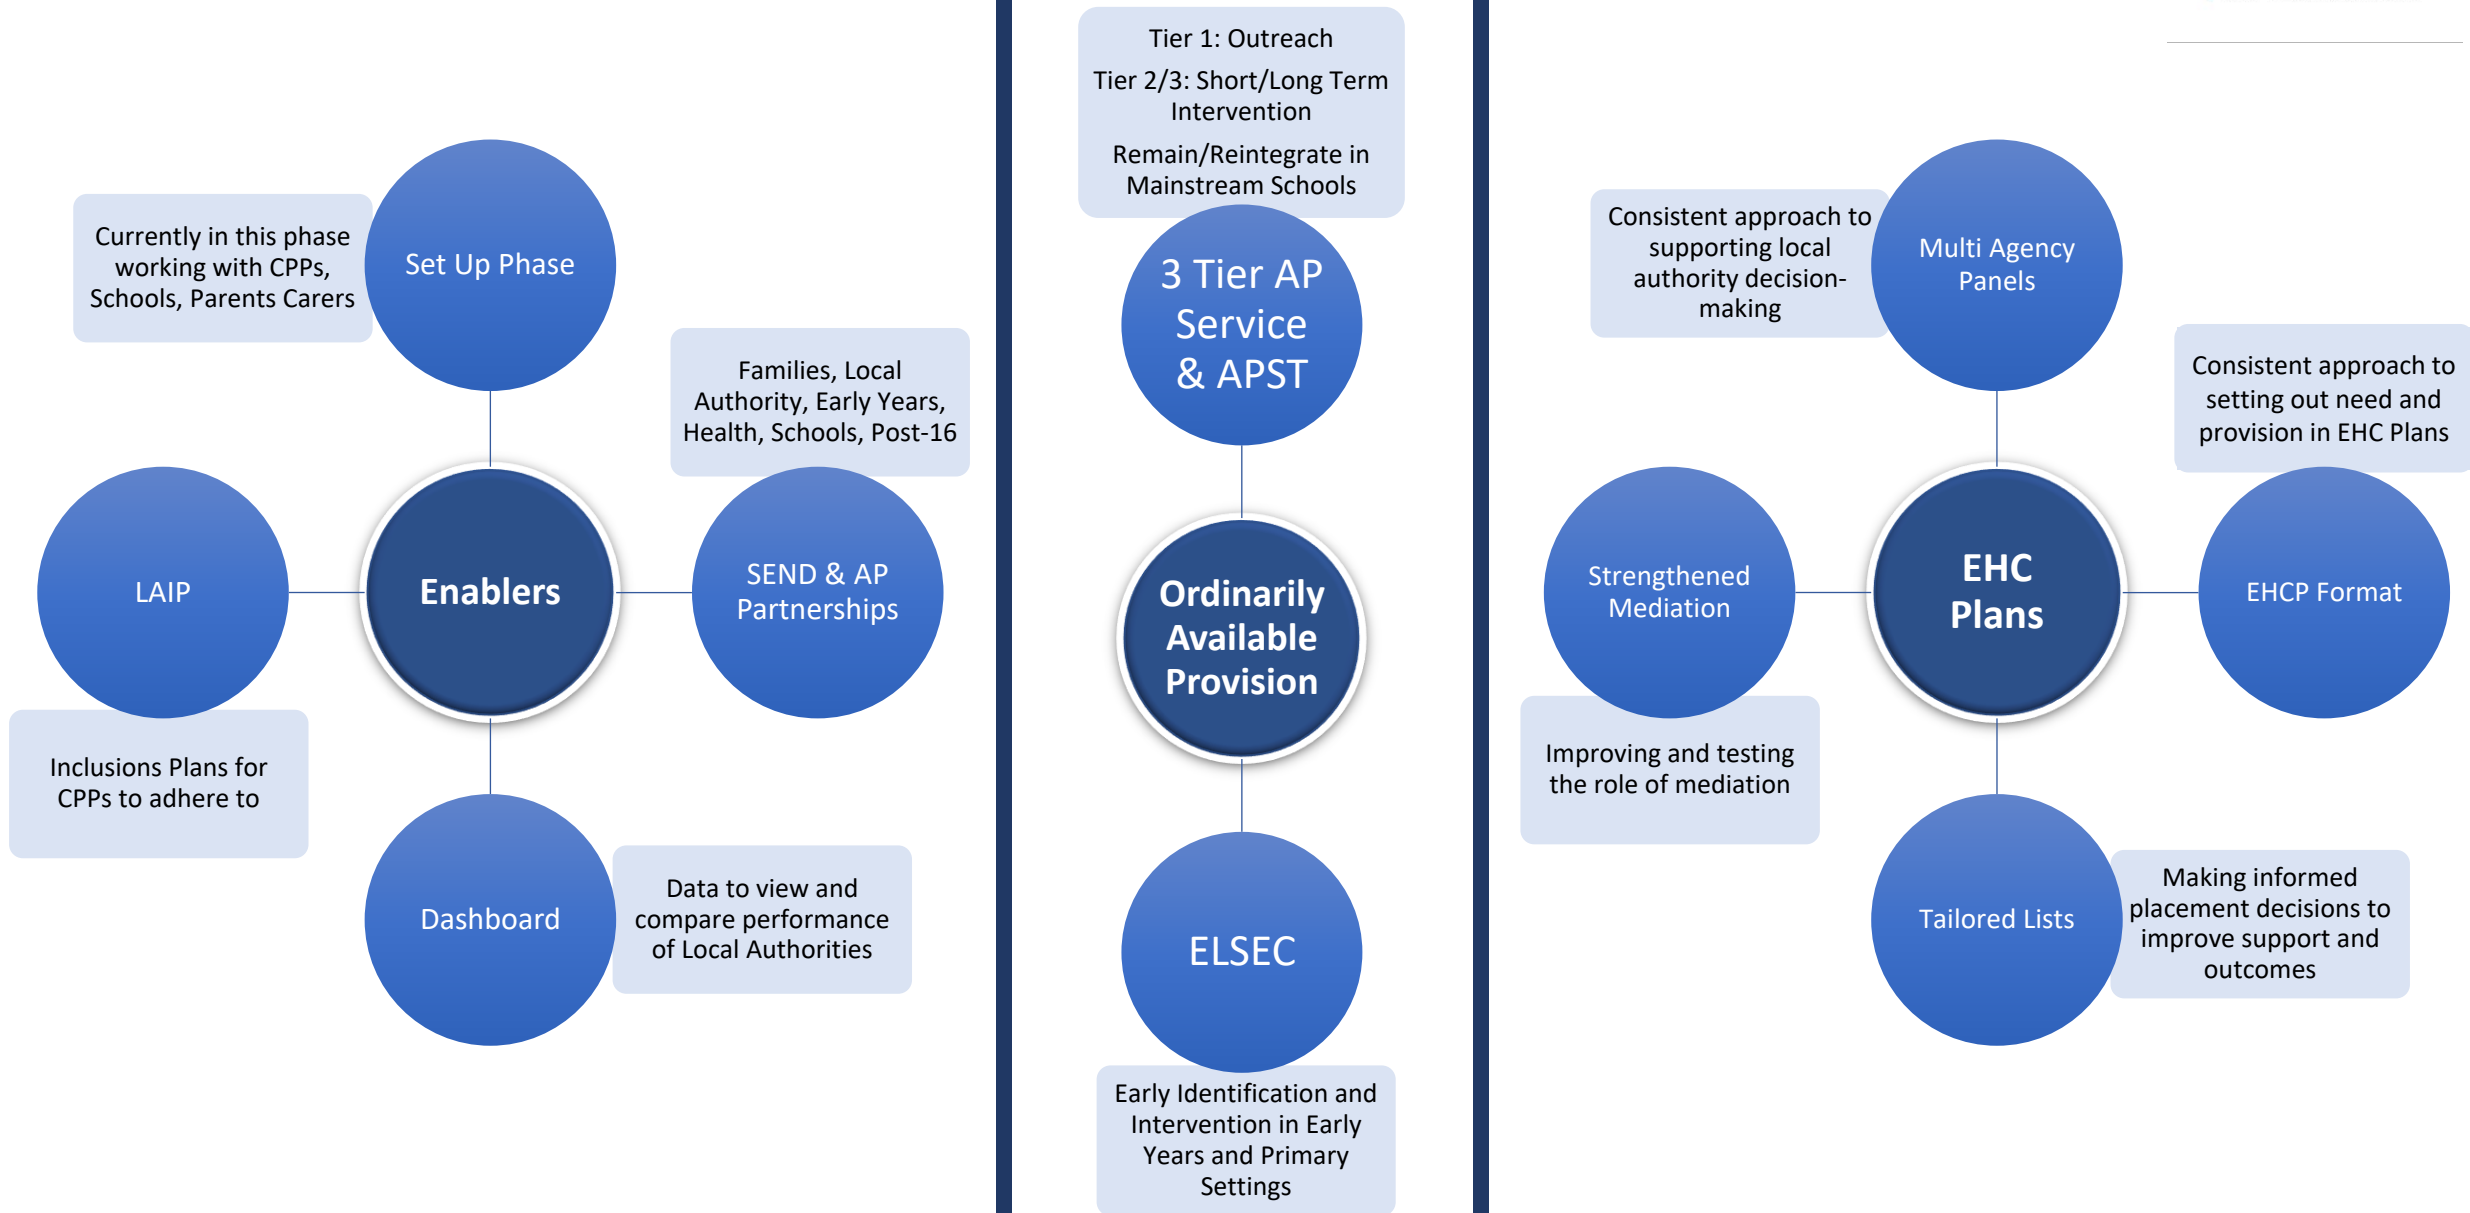 Currently in this phase
working with CPPs,
Schools, Parents Carers
Set Up Phase
Families, Local
Authority, Early Years,
Health, Schools, Post-16
LAIP
Enablers
SEND & AP
Partnerships
Inclusions Plans for
CPPs to adhere to
Dashboard
Data to view and
compare performance
of Local Authorities
Tier 1: Outreach
Tier 2/3: Short/Long Term
Intervention
Remain/Reintegrate in
Mainstream Schools
3 Tier AP
Service
& APST
Ordinarily
Available
Provision
ELSEC
Early Identification and
Intervention in Early
Years and Primary
Settings
Consistent approach to
supporting local
authority decision-
making
Multi Agency
Panels
Consistent approach to
setting out need and
provision in EHC Plans
Strengthened
Mediation
EHC
Plans
EHCP Format
Improving and testing
the role of mediation
Tailored Lists
Making informed
placement decisions to
improve support and
outcomes